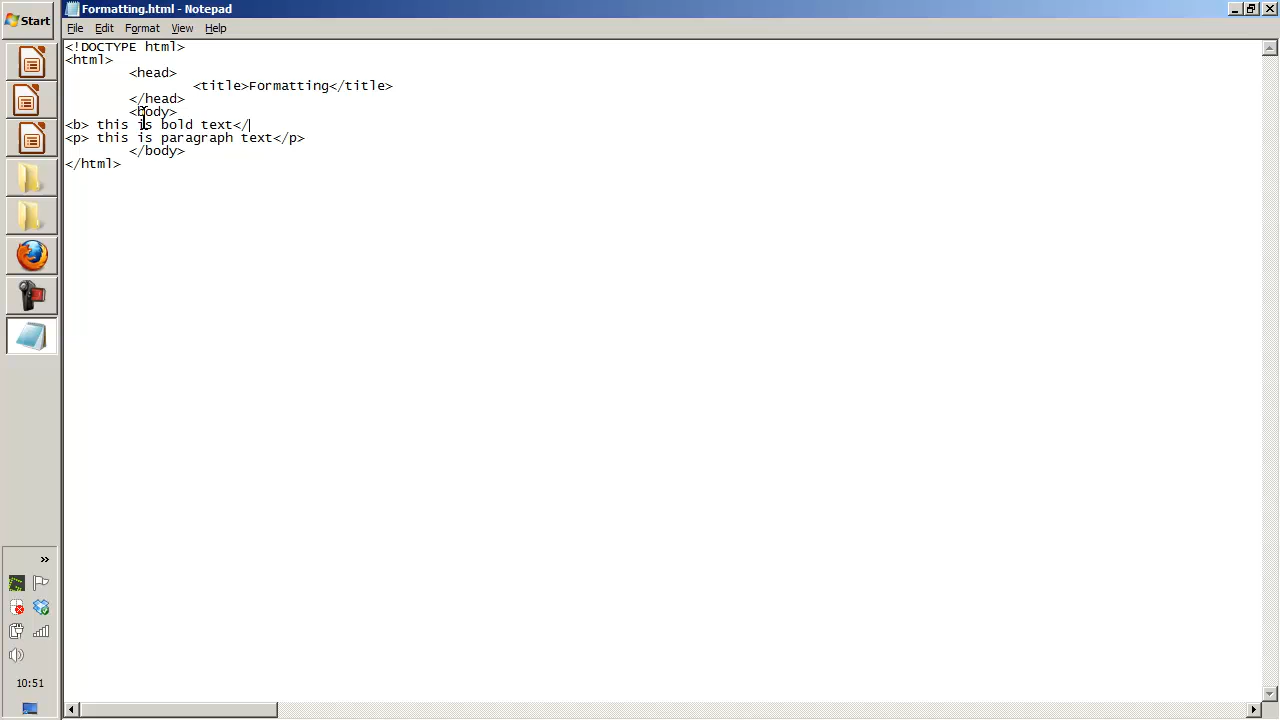 Start
Formatting.html - Notepad
File Edit Format View Help
<!DOCTYPE html>
<html>
<head>
<title>Formatting</title>
</head>
<body>
<b> this is bold text</
<p> this is paragraph text</p>
</body>
</html>
»
10:51